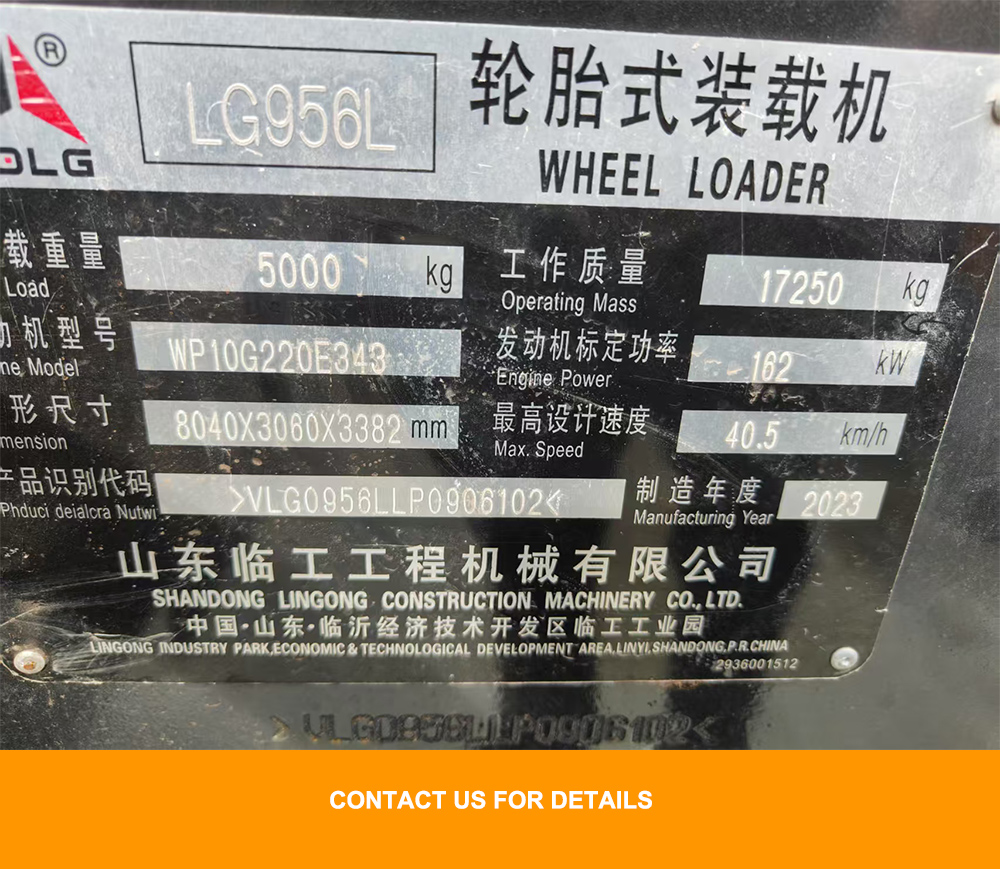 ®
LG956L
轮胎式装载机
WHEEL LOADER
OLG
载重量 5000 kg
Load
工作质量 17250 kg
Operating Mass
动机型号 WP10G220E343
ne Model
发动机标定功率 162 kW
Engine Power
形尺寸 8040X3060X3382 mm
mension
最高设计速度 40.5 km/h
Max. Speed
产品识别代码 >VLG0956LLP0906102<
Phduci deialcra Nutwi
制造年度 2023
Manufacturing Year
山东临工工程机械有限公司
SHANDONG LINGONG CONSTRUCTION MACHINERY CO.,LTD.
中国·山东·临沂经济技术开发区临工工业园
LINGONG INDUSTRY PARK,ECONOMIC & TECHNOLOGICAL DEVELOPMENT AREA,LINYI,SHANDONG,P.R.CHINA
2936001512
>VLG0956LLP0906102<
CONTACT US FOR DETAILS